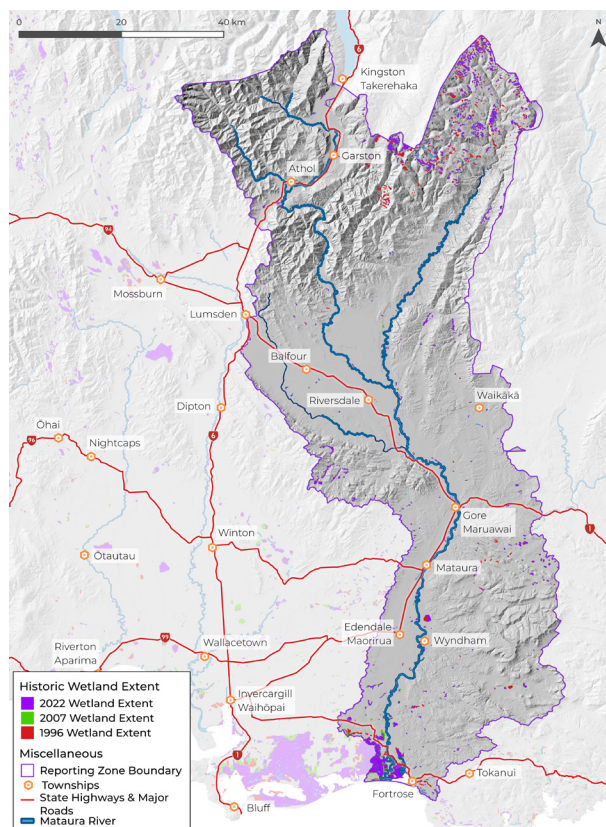 0 20 40 km
N
6
Kingston
Takerehaka
Garston
Athol
94
Mossburn
Lumsden
Balfour
Riversdale
Waikākā
Dipton
Ōhai
96
Nightcaps
6
Gore
Maruawai
1
Winton
Ōtautau
Mataura
Edendale
Maorirua
Wyndham
Riverton
Aparima
99
Wallacetown
Invercargill
Waihōpai
1
Tokanui
Fortrose
Bluff
Historic Wetland Extent
2022 Wetland Extent
2007 Wetland Extent
1996 Wetland Extent
Miscellaneous
Reporting Zone Boundary
Townships
State Highways & Major
Roads
Mataura River